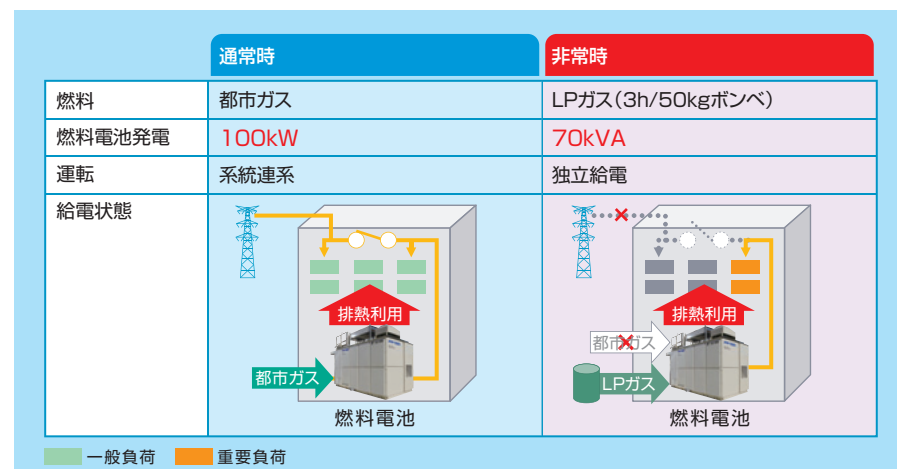 通常時
非常時
燃料
都市ガス
LPガス(3h/50kgボンベ)
燃料電池発電
100kW
70kVA
運転
系統連系
独立給電
給電状態
排熱利用
都市ガス
燃料電池
排熱利用
都市ガス
LPガス
燃料電池
一般負荷
重要負荷